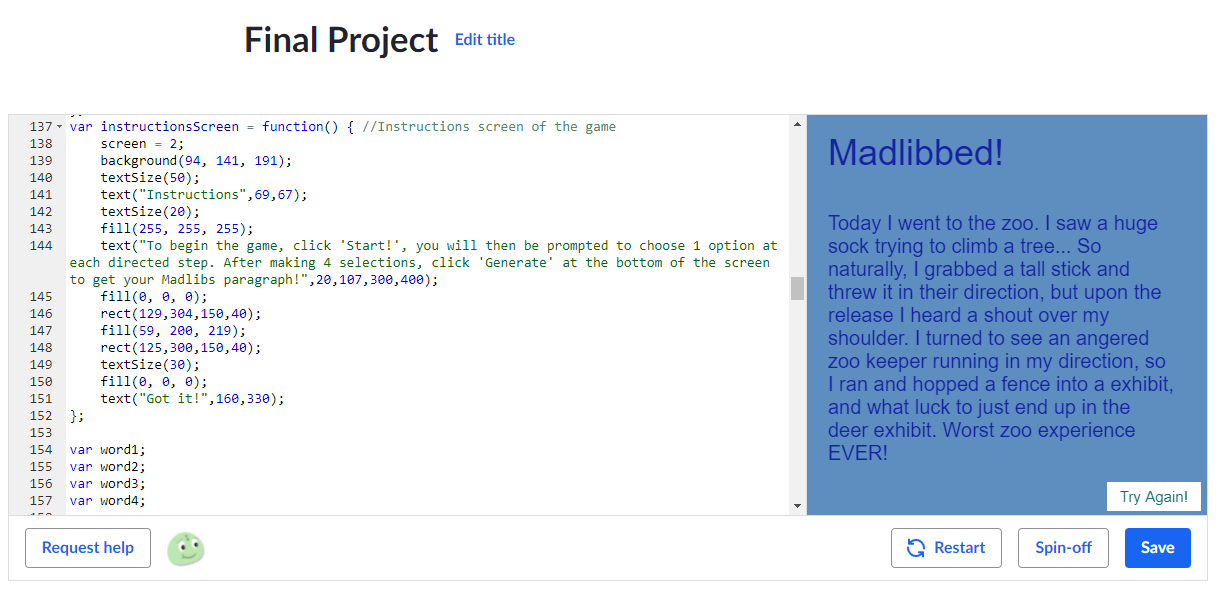 Final Project Edit title
137 var instructionsScreen = function() { //Instructions screen of the game
138 screen = 2;
139 background(94, 141, 191);
140 textSize(50);
141 text("Instructions",69,67);
142 textSize(20);
143 fill(255, 255, 255);
144 text("To begin the game, click 'Start!', you will then be prompted to choose 1 option at
each directed step. After making 4 selections, click 'Generate' at the bottom of the screen
to get your Madlibs paragraph!",20,107,300,400);
145 fill(0, 0, 0);
146 rect(129,304,150,40);
147 fill(59, 200, 219);
148 rect(125,300,150,40);
149 textSize(30);
150 fill(0, 0, 0);
151 text("Got it!",160,330);
152 };
153
154 var word1;
155 var word2;
156 var word3;
157 var word4;
Madlibbed!
Today I went to the zoo. I saw a huge
sock trying to climb a tree... So
naturally, I grabbed a tall stick and
threw it in their direction, but upon the
release I heard a shout over my
shoulder. I turned to see an angered
zoo keeper running in my direction, so
I ran and hopped a fence into a exhibit,
and what luck to just end up in the
deer exhibit. Worst zoo experience
EVER!
Try Again!
Request help
Restart
Spin-off
Save